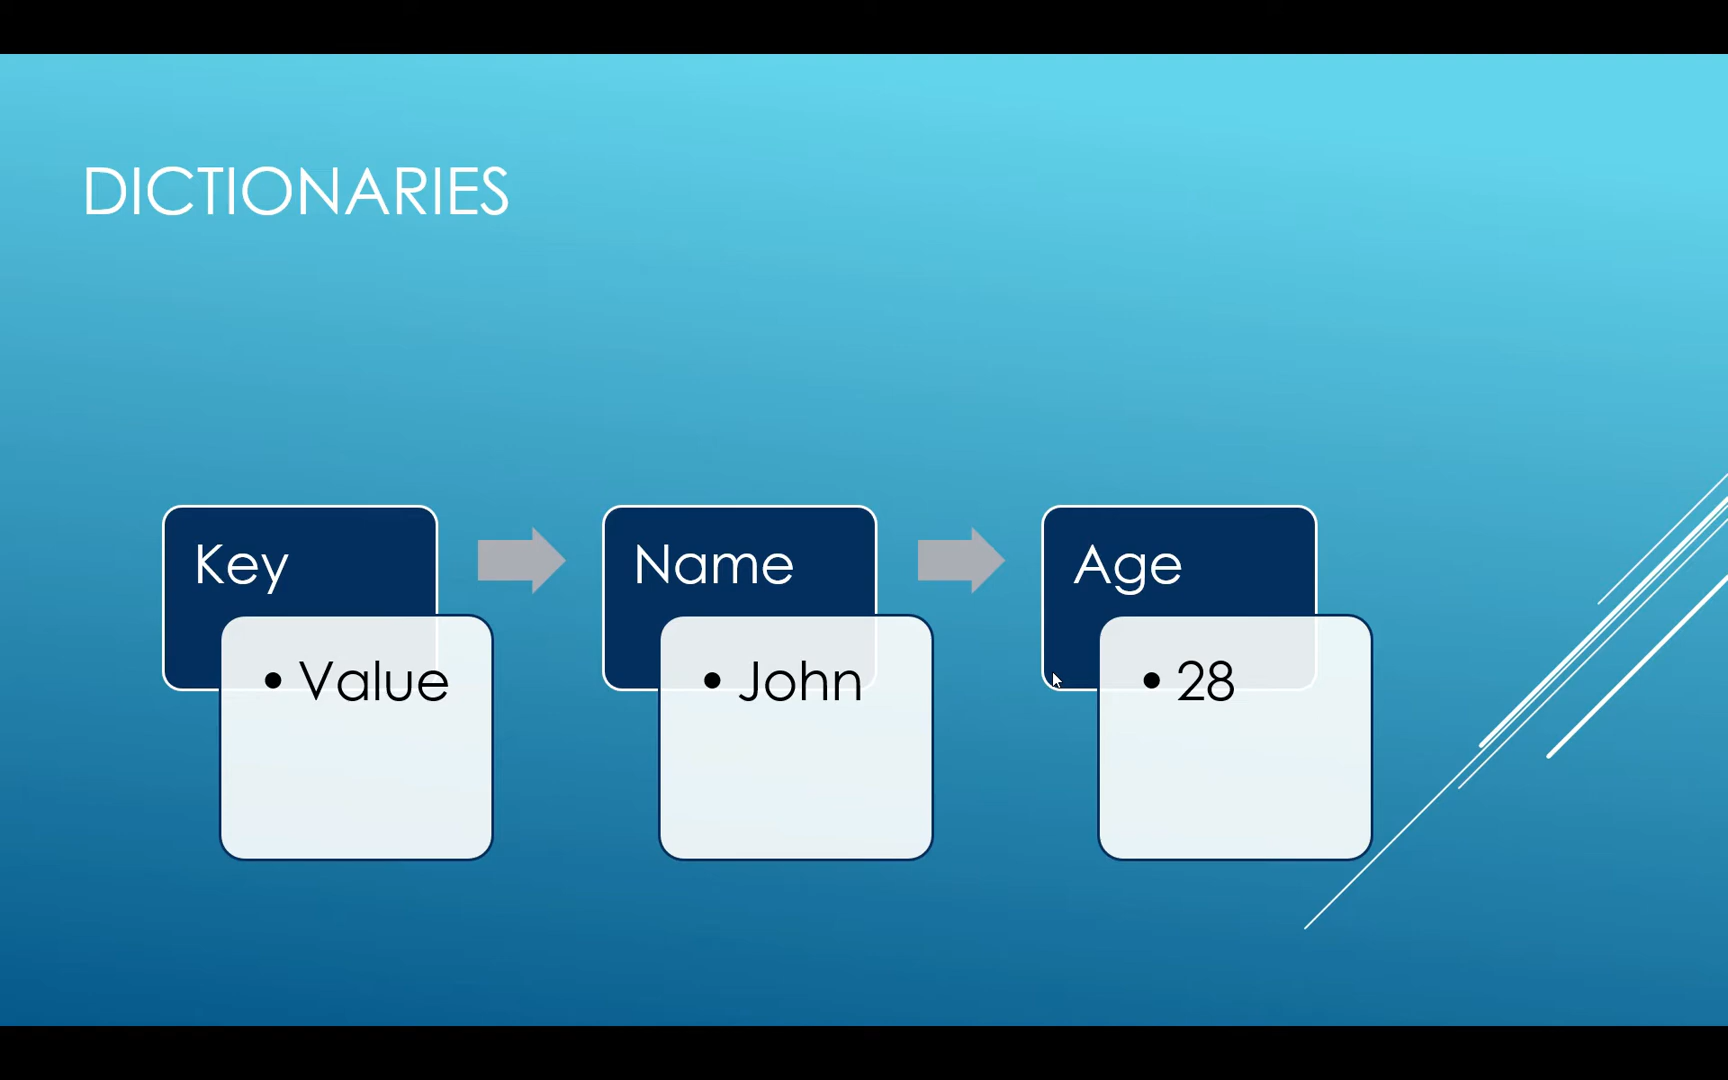 DICTIONARIES
Key
• Value
Name
• John
Age
• 28